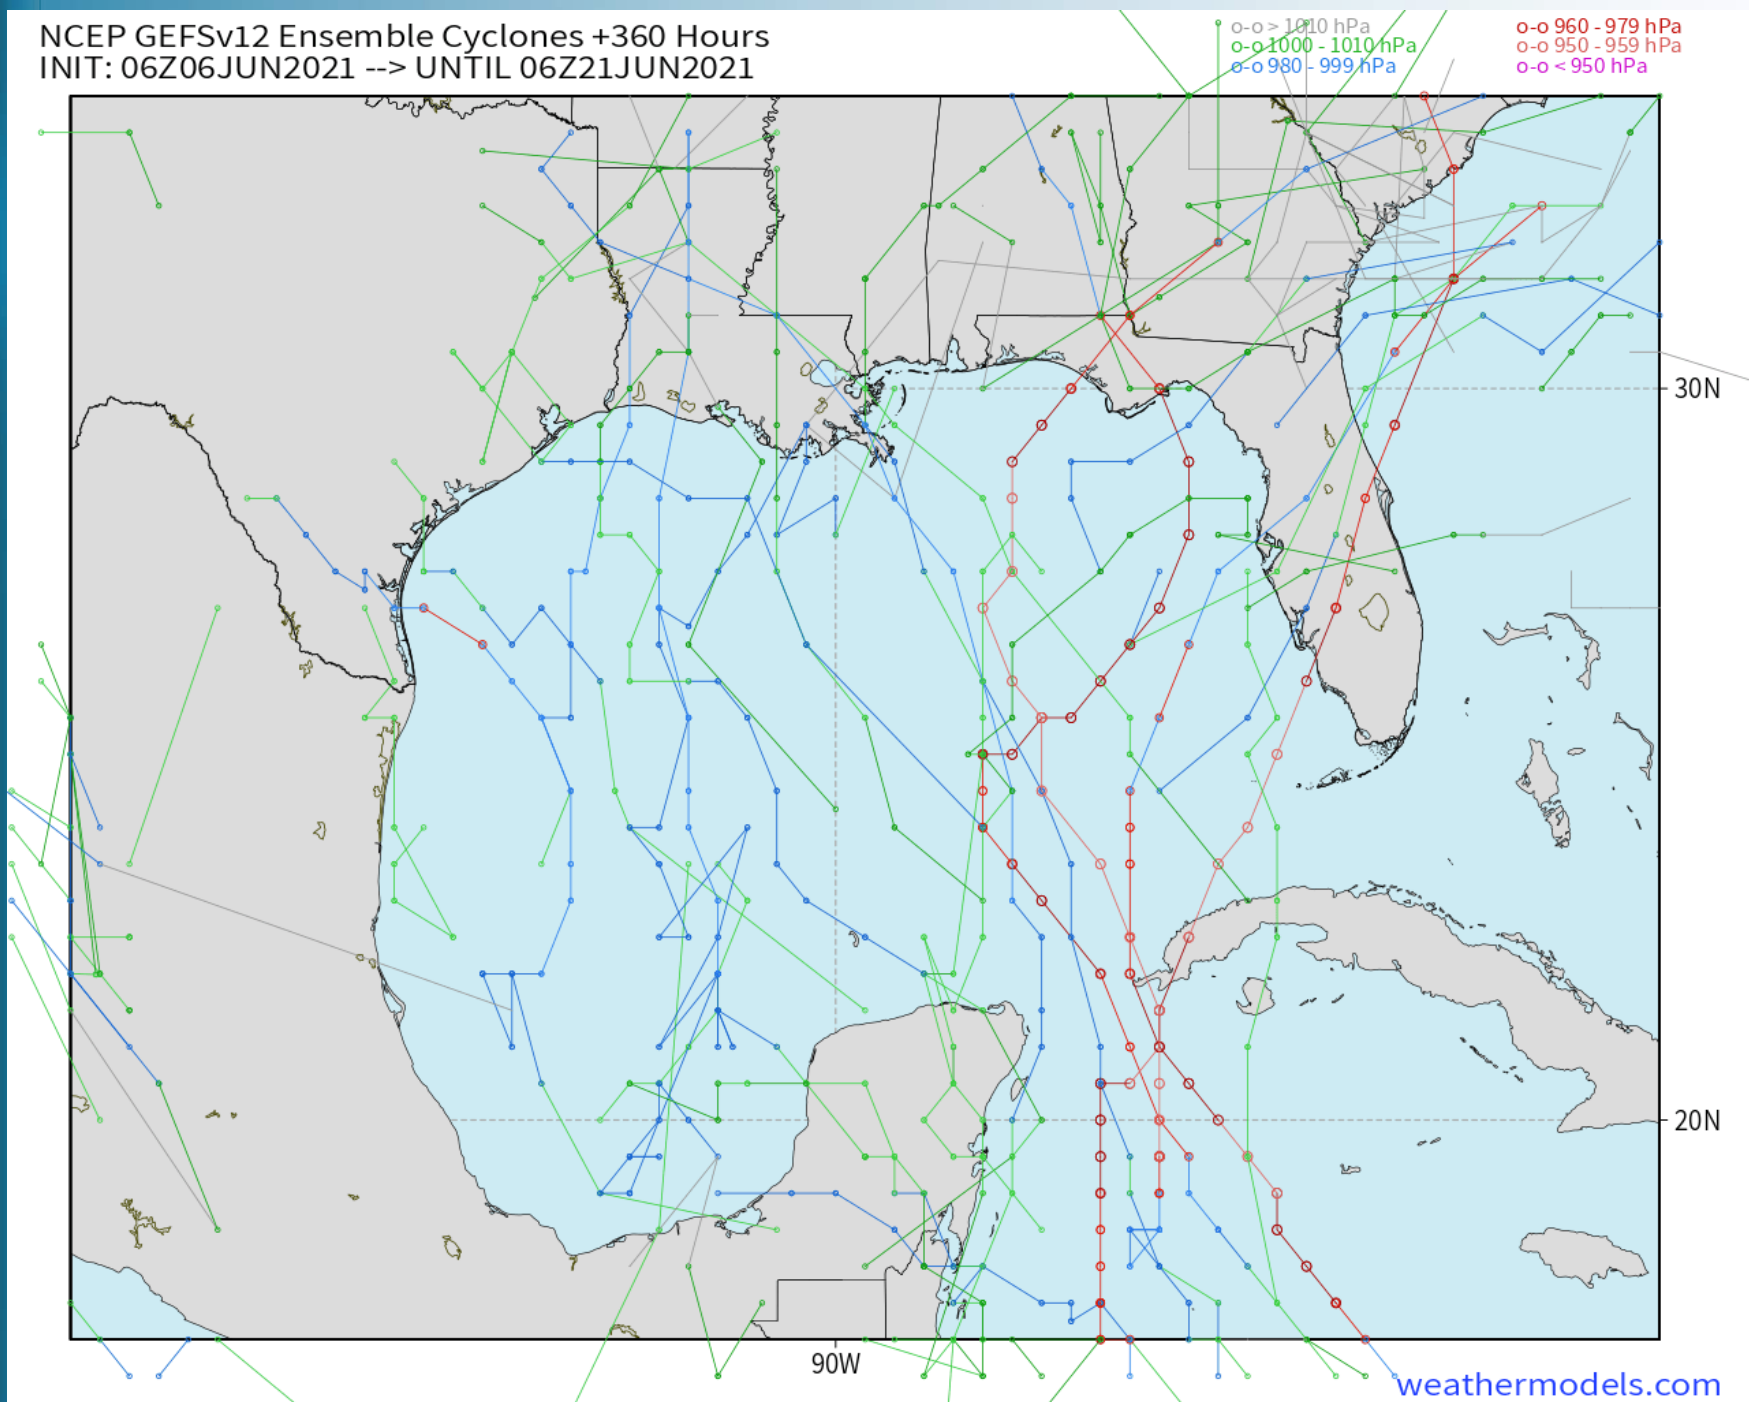 NCEP GEFSv12 Ensemble Cyclones +360 Hours
INIT: 06Z06JUN2021 --> UNTIL 06Z21JUN2021
o-o > 1010 hPa
o-o 1000 - 1010 hPa
o-o 980 - 999 hPa
o-o 960 - 979 hPa
o-o 950 - 959 hPa
o-o < 950 hPa
30N
20N
90W
weathermodels.com